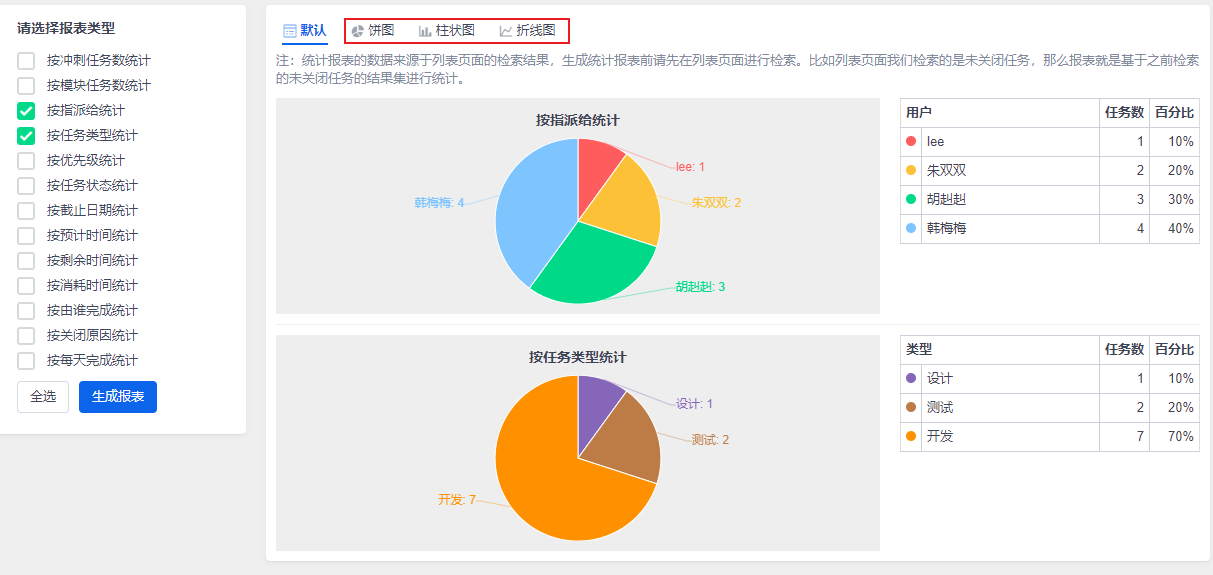 请选择报表类型
按冲刺任务数统计
按模块任务数统计
按指派给统计
按任务类型统计
按优先级统计
按任务状态统计
按截止日期统计
按预计时间统计
按剩余时间统计
按消耗时间统计
按由谁完成统计
按关闭原因统计
按每天完成统计
全选 生成报表
默认 饼图 柱状图 折线图
注：统计报表的数据来源于列表页面的检索结果，生成统计报表前请先在列表页面进行检索。比如列表页面我们检索的是未关闭任务，那么报表就是基于之前检索
的未关闭任务的结果集进行统计。
按指派给统计
lee: 1
朱双双: 2
韩梅梅: 4
胡赳赳: 3
用户 任务数 百分比
lee 1 10%
朱双双 2 20%
胡赳赳 3 30%
韩梅梅 4 40%
按任务类型统计
设计: 1
测试: 2
开发: 7
类型 任务数 百分比
设计 1 10%
测试 2 20%
开发 7 70%